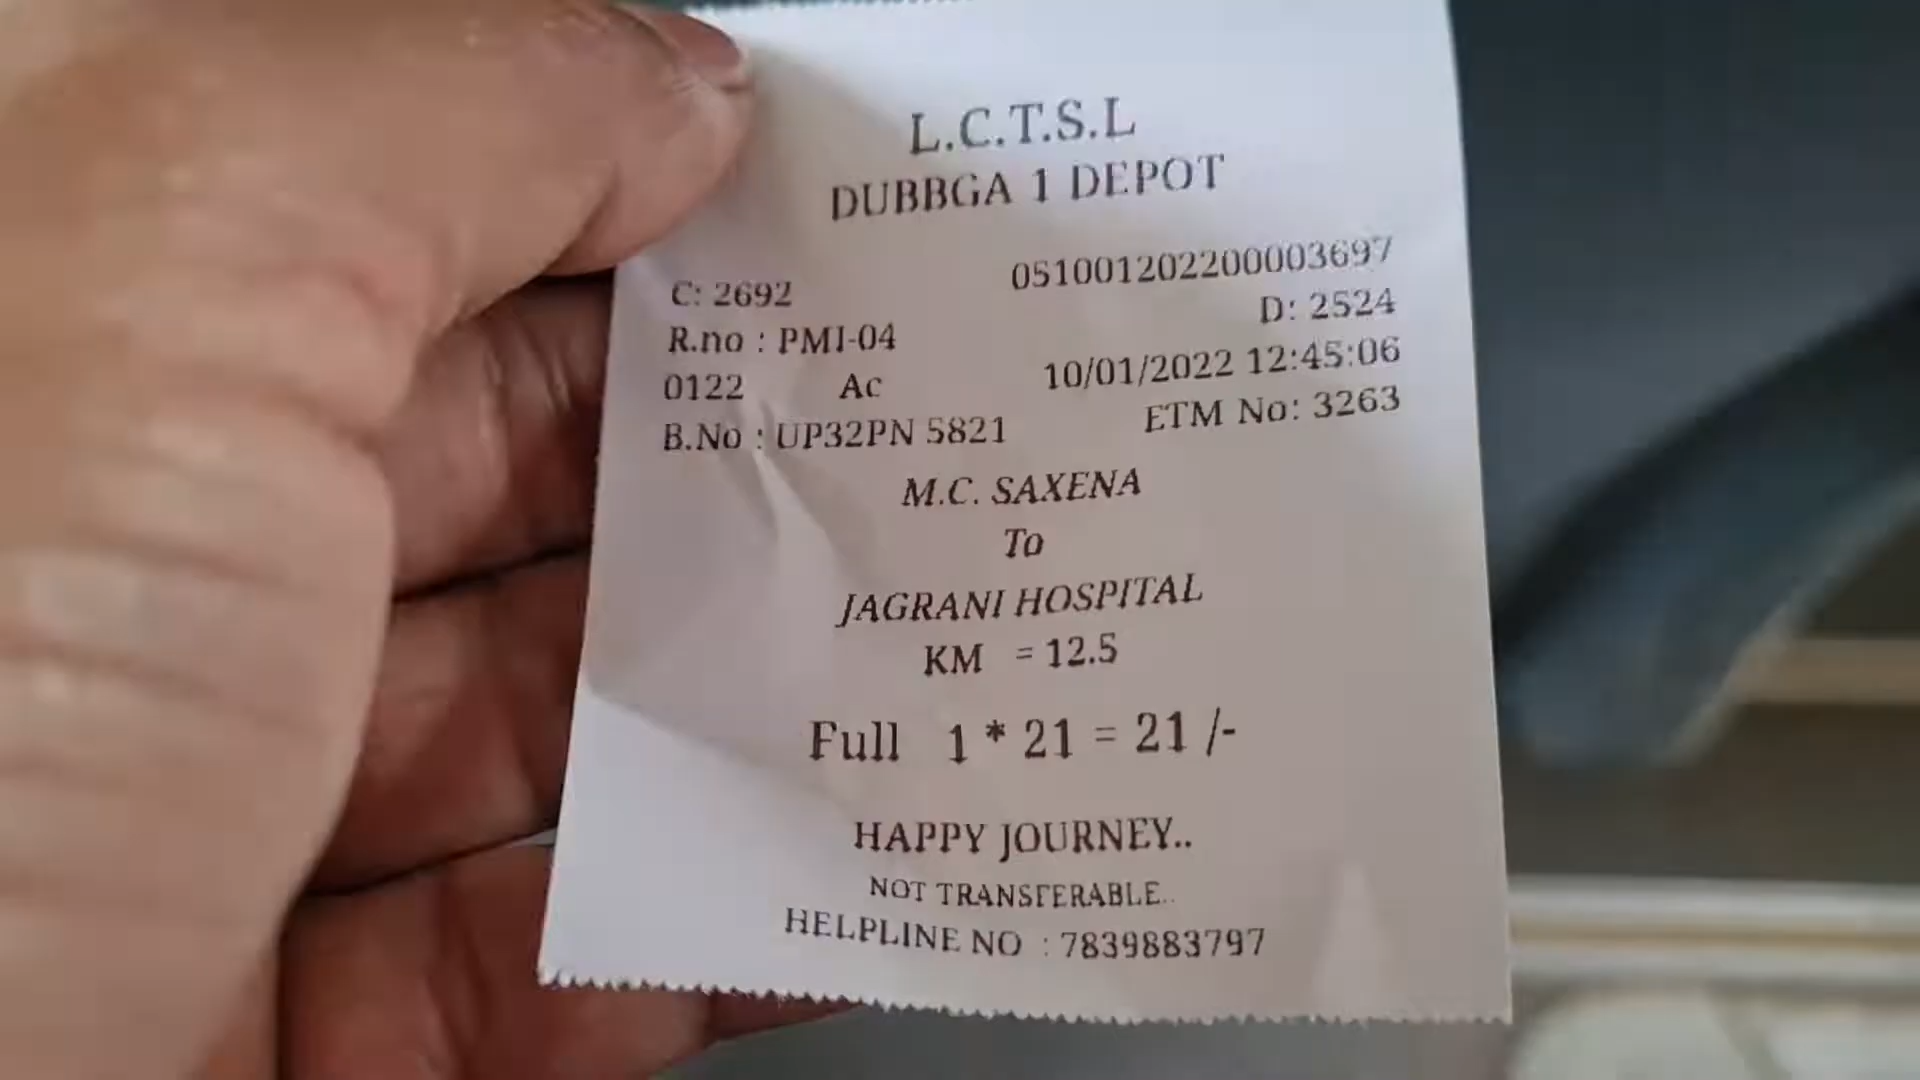 L.C.T.S.L
DUBBGA 1 DEPOT
C: 2692 051001202200003697
R.no : PMI-04 D: 2524
0122 Ac 10/01/2022 12:45:06
B.No : UP32PN 5821 ETM No: 3263
M.C. SAXENA
To
JAGRANI HOSPITAL
KM = 12.5
Full 1 * 21 = 21 /-
HAPPY JOURNEY..
NOT TRANSFERABLE..
HELPLINE NO : 7839883797